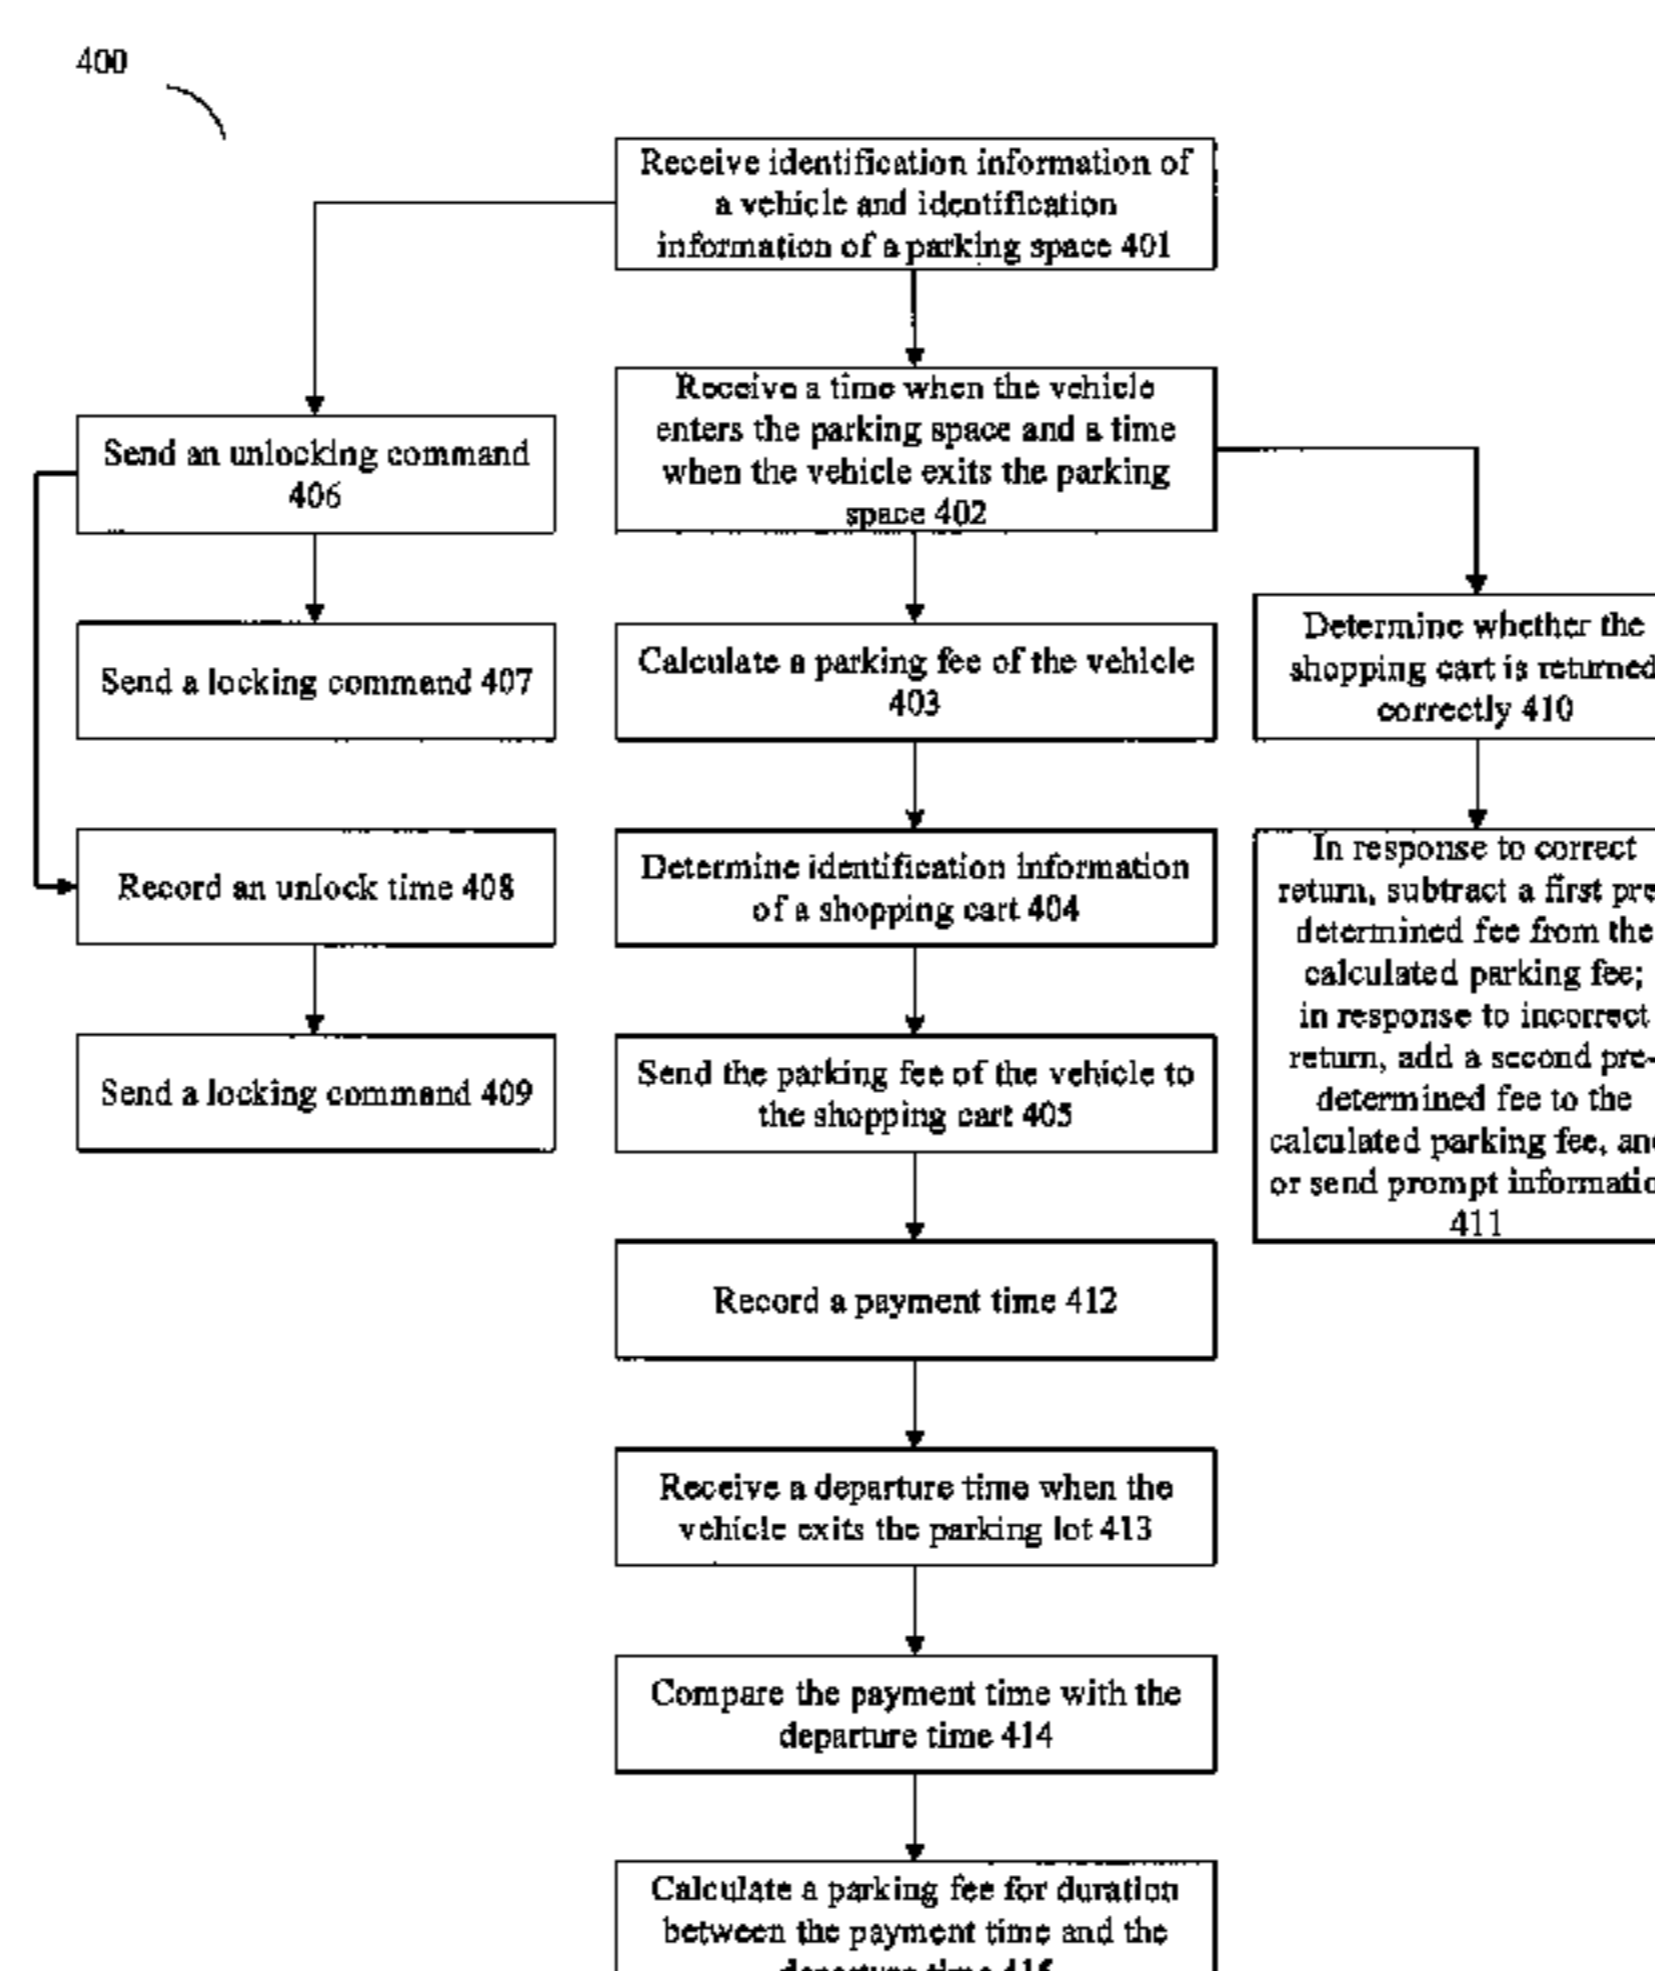 400
Receive identification information of
a vehicle and identification
information of a parking space 401
Receive a time when the vehicle
enters the parking space and a time
when the vehicle exits the parking
space 402
Send an unlocking command
406
Send a locking command 407
Calculate a parking fee of the vehicle
403
Determine whether the
shopping cart is returned
correctly 410
Record an unlock time 408
Determine identification information
of a shopping cart 404
In response to correct
return, subtract a first pre
determined fee from the
calculated parking fee;
in response to incorrect
return, add a second pre-
determined fee to the
calculated parking fee,
or send prompt
411
Send a locking command 409
Send the parking fee of the vehicle to
the shopping cart 405
Record a payment time 412
Receive a departure time when the
vehicle exits the parking lot 413
Compare the payment time with the
departure time 414
Calculate a parking fee for duration
between the payment time and the
departure time 415